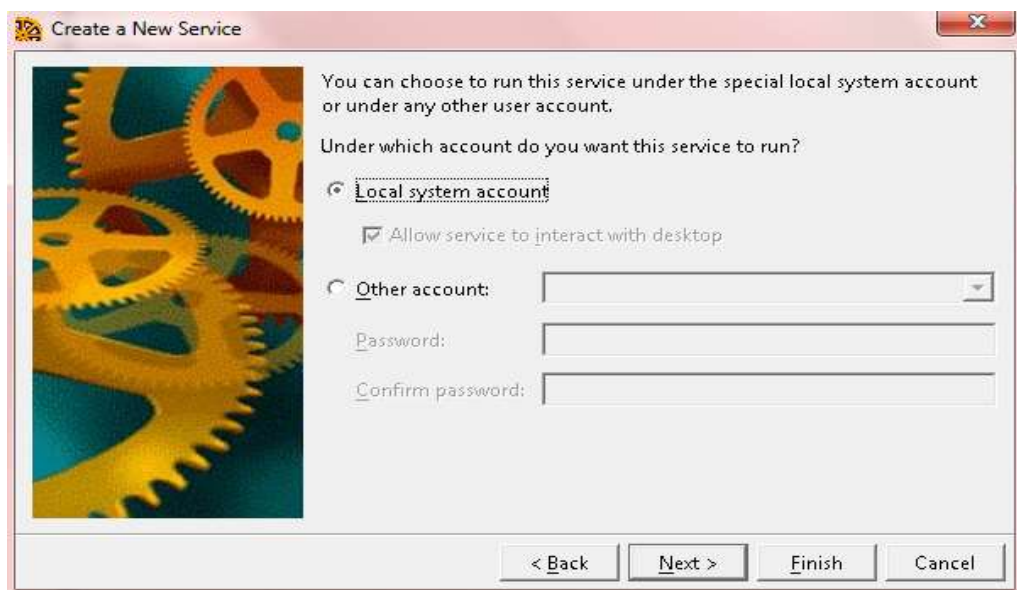 Create a New Service
You can choose to run this service under the special local system account
or under any other user account.
Under which account do you want this service to run?
Local system account
Allow service to interact with desktop
Other account:
Password:
Confirm password:
< Back Next > Finish Cancel